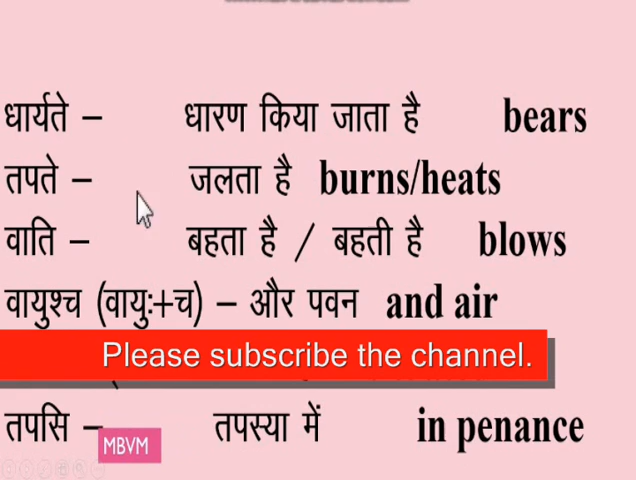 धार्यते – धारण किया जाता है bears
तपते – जलता है burns/heats
वाति – बहता है / बहती है blows
वायुश्च (वायुः+च) – और पवन and air
Please subscribe the channel.
तपसि – तपस्या में in penance
MBVM